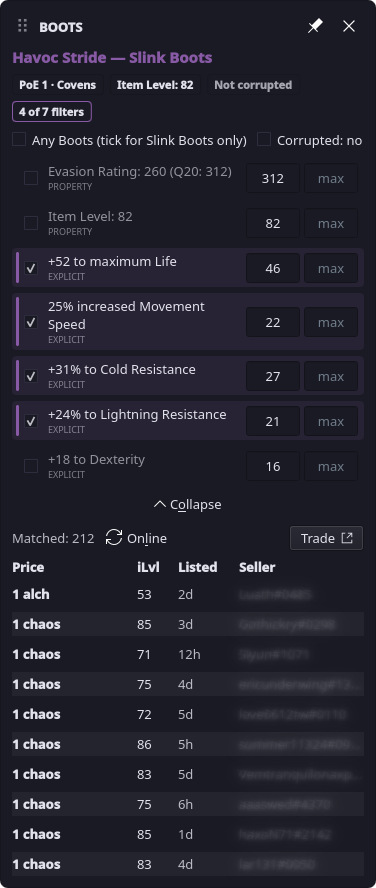 BOOTS
Havoc Stride — Slink Boots
PoE 1 · Covens Item Level: 82 Not corrupted
4 of 7 filters
Any Boots (tick for Slink Boots only) Corrupted: no
Evasion Rating: 260 (Q20: 312) 312 max
PROPERTY
Item Level: 82 82 max
PROPERTY
+52 to maximum Life 46 max
EXPLICIT
25% increased Movement
Speed 22 max
EXPLICIT
+31% to Cold Resistance 27 max
EXPLICIT
+24% to Lightning Resistance 21 max
EXPLICIT
+18 to Dexterity 16 max
EXPLICIT
Collapse
Matched: 212 Online Trade
Price iLvl Listed Seller
1 alch 53 2d
1 chaos 85 3d
1 chaos 71 12h
1 chaos 75 4d
1 chaos 72 5d
1 chaos 86 5h
1 chaos 83 5d
1 chaos 75 6h
1 chaos 85 1d
1 chaos 83 4d